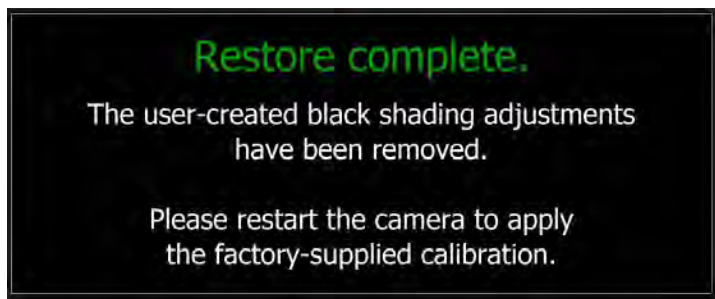 Restore complete.
The user-created black shading adjustments
have been removed.
Please restart the camera to apply
the factory-supplied calibration.